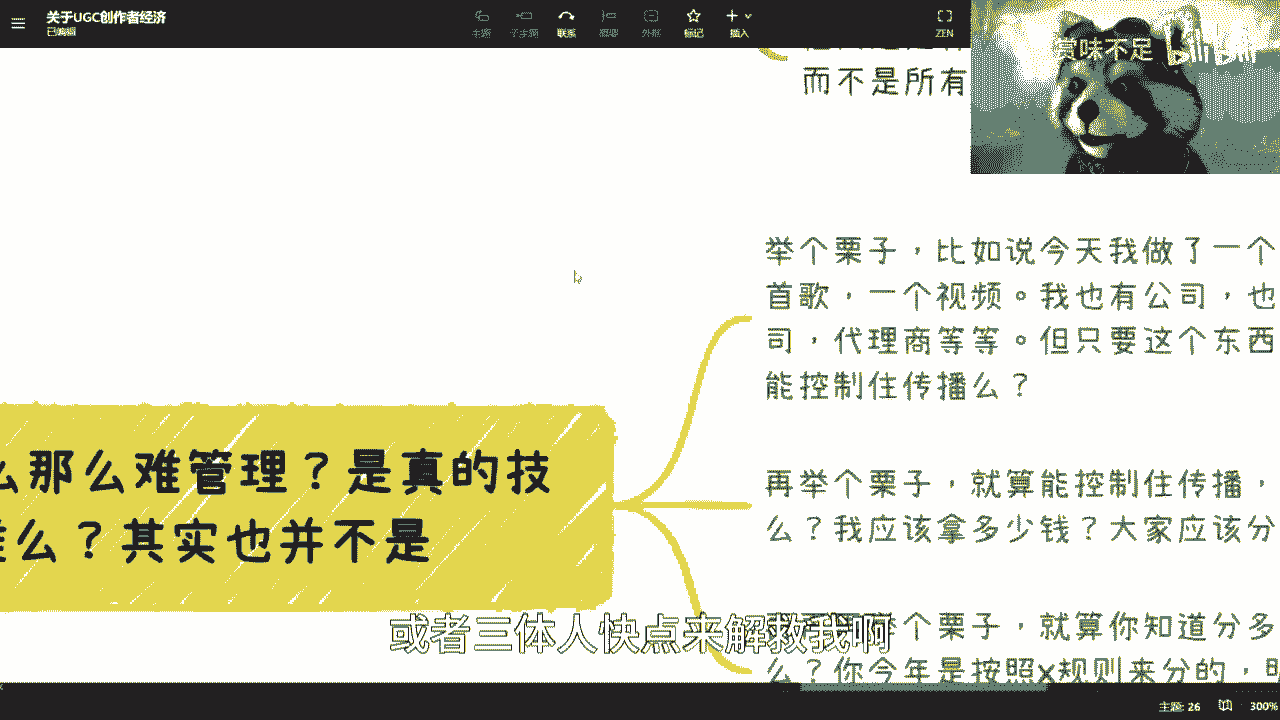 关于UGC创作者经济
已编辑
主题
子主题
联系
概要
外框
标记
插入
ZEN
赏味不足
bilibili
而不是所有
举个栗子，比如说今天我做了一个
首歌，一个视频。我也有公司，也
司，代理商等等。但只要这个东西
能控制住传播么？
么那么难管理？是真的技
难么？其实也并不是
再举个栗子，就算能控制住传播，
么？我应该拿多少钱？大家应该分
个栗子，就算你知道分多
么？你今年是按照x规则来分的，明
或者三体人快点来解救我啊
主题: 26
300%